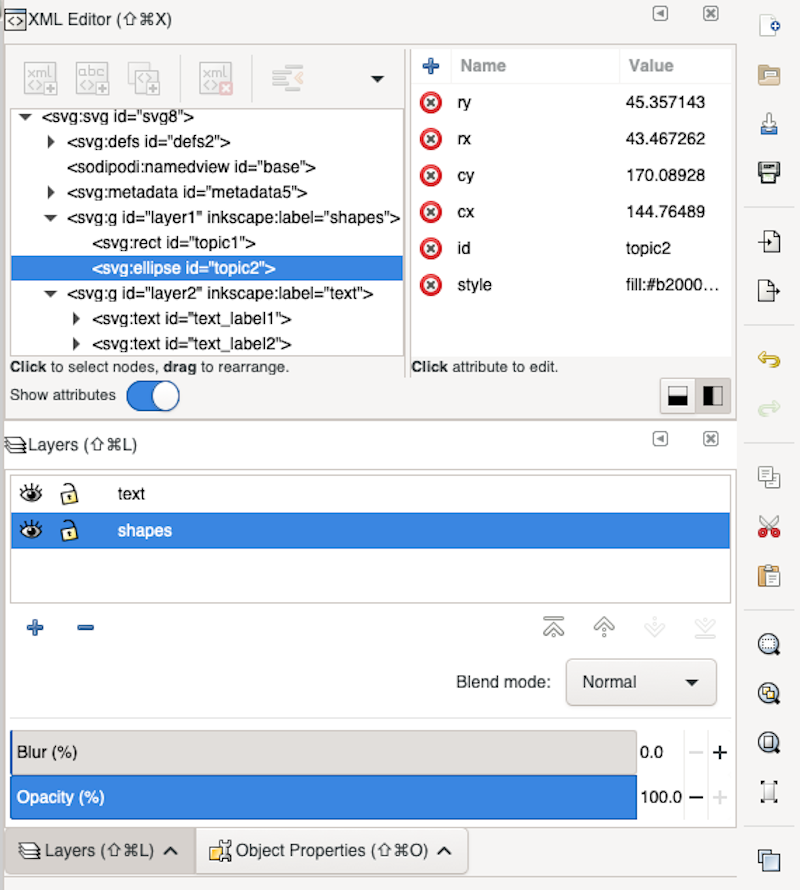 XML Editor (⇧⌘X)
xml
abc
xml
<svg:svg id="svg8">
<svg:defs id="defs2">
<sodipodi:namedview id="base">
<svg:metadata id="metadata5">
<svg:g id="layer1" inkscape:label="shapes">
<svg:rect id="topic1">
<svg:ellipse id="topic2">
<svg:g id="layer2" inkscape:label="text">
<svg:text id="text_label1">
<svg:text id="text_label2">
Click to select nodes, drag to rearrange.
Show attributes
Name Value
ry 45.357143
rx 43.467262
cy 170.08928
cx 144.76489
id topic2
style fill:#b2000…
Click attribute to edit.
Layers (⇧⌘L)
text
shapes
Blend mode: Normal
Blur (%) 0.0
Opacity (%) 100.0
Layers (⇧⌘L)
Object Properties (⇧⌘O)